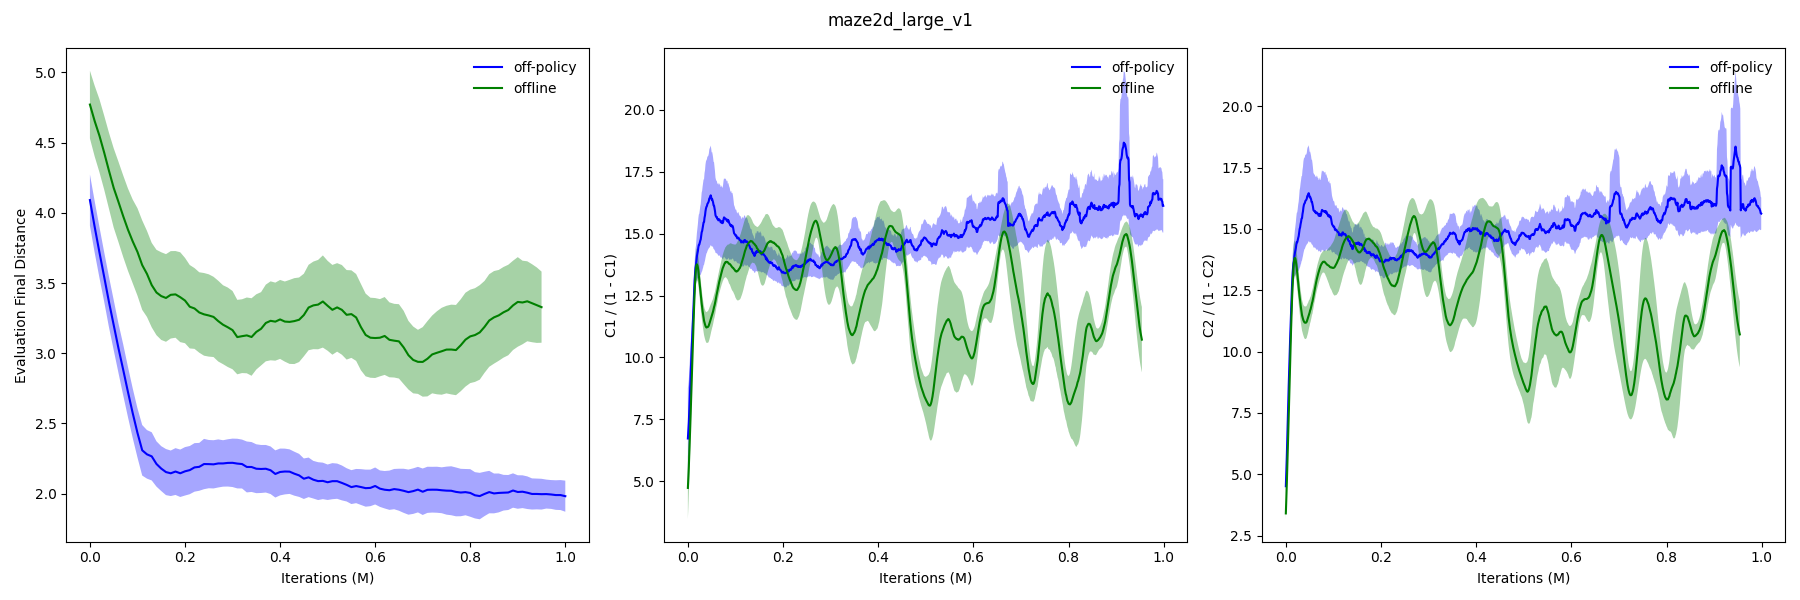 maze2d_large_v1
off-policy
offline
5.0
4.5
4.0
3.5
3.0
2.5
2.0
Evaluation Final Distance
0.0 0.2 0.4 0.6 0.8 1.0
Iterations (M)
off-policy
offline
20.0
17.5
15.0
12.5
10.0
7.5
5.0
C1 / (1 - C1)
0.0 0.2 0.4 0.6 0.8 1.0
Iterations (M)
off-policy
offline
20.0
17.5
15.0
12.5
10.0
7.5
5.0
2.5
C2 / (1 - C2)
0.0 0.2 0.4 0.6 0.8 1.0
Iterations (M)